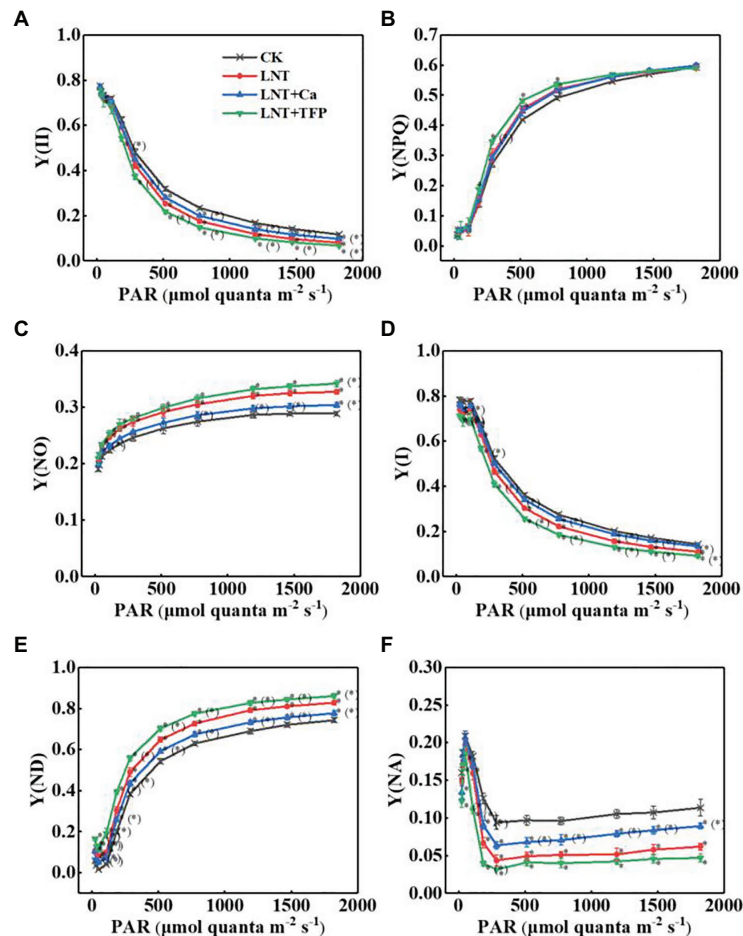 A
B
Y(II)
1.0
0.8
0.6
0.4
0.2
0.0
CK
LNT
LNT+Ca
LNT+TFP
0 500 1000 1500 2000
PAR (μmol quanta m⁻² s⁻¹)
Y(NPQ)
0.7
0.6
0.5
0.4
0.3
0.2
0.1
0.0
0 500 1000 1500 2000
PAR (μmol quanta m⁻² s⁻¹)
C
D
Y(NO)
0.4
0.3
0.2
0.1
0.0
0 500 1000 1500 2000
PAR (μmol quanta m⁻² s⁻¹)
Y(I)
1.0
0.8
0.6
0.4
0.2
0.0
0 500 1000 1500 2000
PAR (μmol quanta m⁻² s⁻¹)
E
F
Y(ND)
1.0
0.8
0.6
0.4
0.2
0.0
0 500 1000 1500 2000
PAR (μmol quanta m⁻² s⁻¹)
Y(NA)
0.30
0.25
0.20
0.15
0.10
0.05
0.00
0 500 1000 1500 2000
PAR (μmol quanta m⁻² s⁻¹)